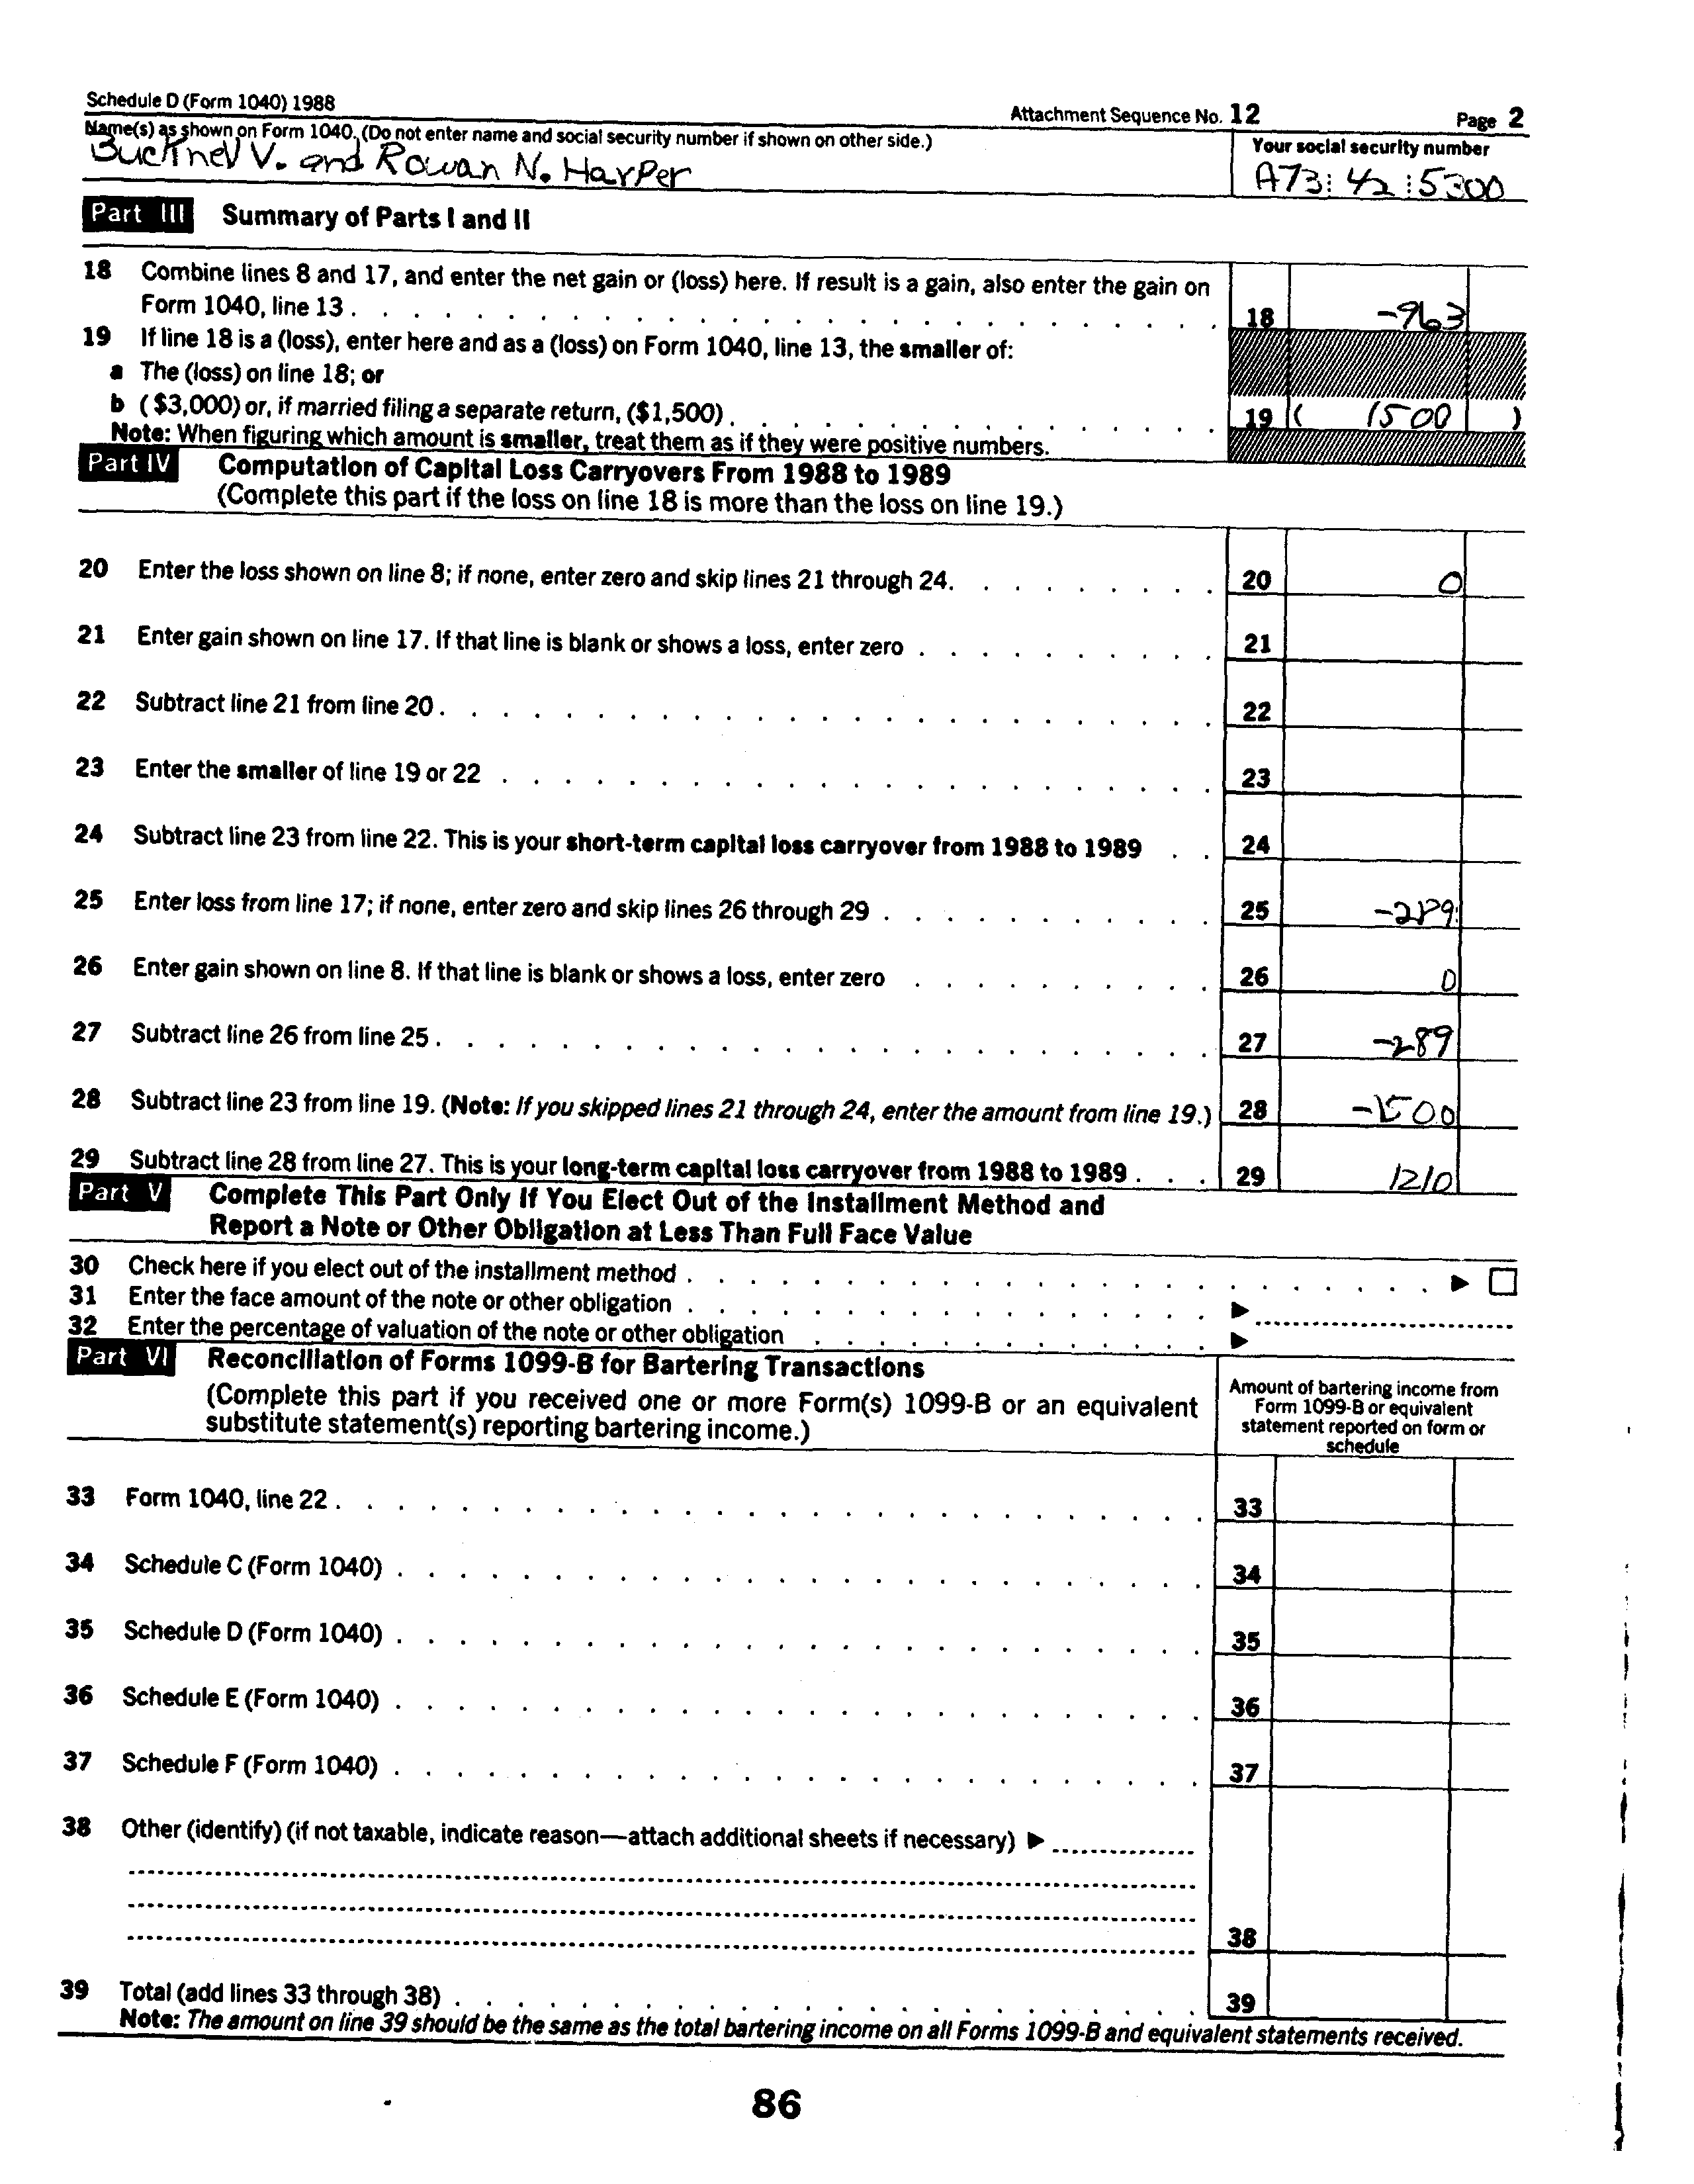 Schedule D (Form 1040) 1988
Attachment Sequence No. 12
Page 2
Name(s) as shown on Form 1040. (Do not enter name and social security number if shown on other side.)
Your social security number
V. and Rowan N. Harper
A73 : 42 : 5300
Part III Summary of Parts I and II
18 Combine lines 8 and 17, and enter the net gain or (loss) here. If result is a gain, also enter the gain on
Form 1040, line 13 . . . 18 -963
19 If line 18 is a (loss), enter here and as a (loss) on Form 1040, line 13, the smaller of:
a The (loss) on line 18; or
b ($3,000) or, if married filing a separate return, ($1,500) . . . 19 ( 1500 )
Note: When figuring which amount is smaller, treat them as if they were positive numbers.
Part IV Computation of Capital Loss Carryovers From 1988 to 1989
(Complete this part if the loss on line 18 is more than the loss on line 19.)
20 Enter the loss shown on line 8; if none, enter zero and skip lines 21 through 24. . . . 20 0
21 Enter gain shown on line 17. If that line is blank or shows a loss, enter zero . . . 21
22 Subtract line 21 from line 20 . . . 22
23 Enter the smaller of line 19 or 22 . . . 23
24 Subtract line 23 from line 22. This is your short-term capital loss carryover from 1988 to 1989 . . 24
25 Enter loss from line 17; if none, enter zero and skip lines 26 through 29 . . . 25 -289
26 Enter gain shown on line 8. If that line is blank or shows a loss, enter zero . . . 26 0
27 Subtract line 26 from line 25 . . . 27 -289
28 Subtract line 23 from line 19. (Note: If you skipped lines 21 through 24, enter the amount from line 19.) 28 -1500
29 Subtract line 28 from line 27. This is your long-term capital loss carryover from 1988 to 1989 . . . 29 1210
Part V Complete This Part Only If You Elect Out of the Installment Method and
Report a Note or Other Obligation at Less Than Full Face Value
30 Check here if you elect out of the installment method . . . ▶ ☐
31 Enter the face amount of the note or other obligation . . . ▶
32 Enter the percentage of valuation of the note or other obligation . . . ▶
Part VI Reconciliation of Forms 1099-B for Bartering Transactions
(Complete this part if you received one or more Form(s) 1099-B or an equivalent
substitute statement(s) reporting bartering income.)
Amount of bartering income from
Form 1099-B or equivalent
statement reported on form or
schedule
33 Form 1040, line 22 . . . 33
34 Schedule C (Form 1040) . . . 34
35 Schedule D (Form 1040) . . . 35
36 Schedule E (Form 1040) . . . 36
37 Schedule F (Form 1040) . . . 37
38 Other (identify) (if not taxable, indicate reason—attach additional sheets if necessary) ▶
38
39 Total (add lines 33 through 38) . . . 39
Note: The amount on line 39 should be the same as the total bartering income on all Forms 1099-B and equivalent statements received.
86